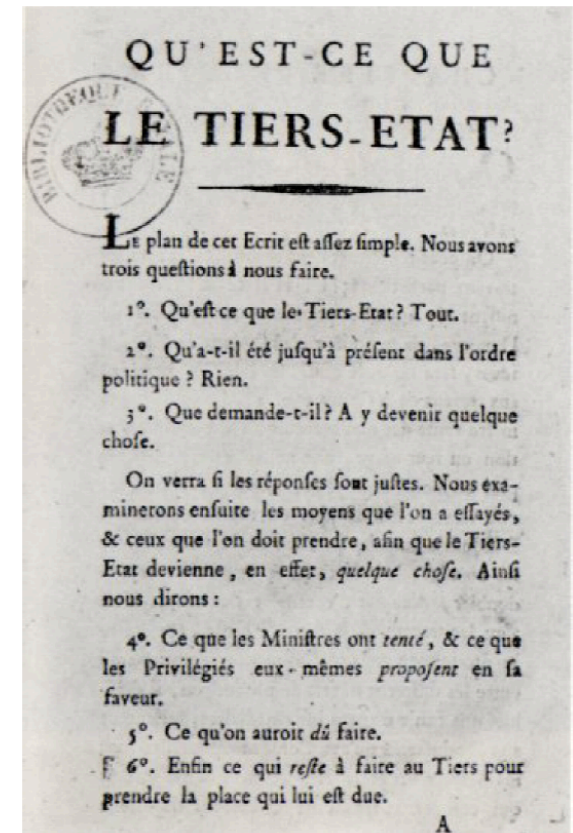 QU'EST-CE QUE
LE TIERS-ETAT?
LE plan de cet Ecrit eſt aſſez ſimple. Nous avons
trois queſtions à nous faire.
1°. Qu'eſt-ce que le Tiers-Etat? Tout.
2°. Qu'a-t-il été juſqu'à préſent dans l'ordre
politique ? Rien.
3°. Que demande-t-il? A y devenir quelque
choſe.
On verra ſi les réponſes ſont juſtes. Nous exa-
minerons enſuite les moyens que l'on a eſſayés,
& ceux que l'on doit prendre, afin que le Tiers-
Etat devienne, en effet, quelque choſe. Ainſi
nous dirons :
4°. Ce que les Miniſtres ont tenté, & ce que
les Privilégiés eux-mêmes propoſent en ſa
faveur.
5°. Ce qu'on auroit dû faire.
6°. Enfin ce qui reſte à faire au Tiers pour
prendre la place qui lui eſt due.
A